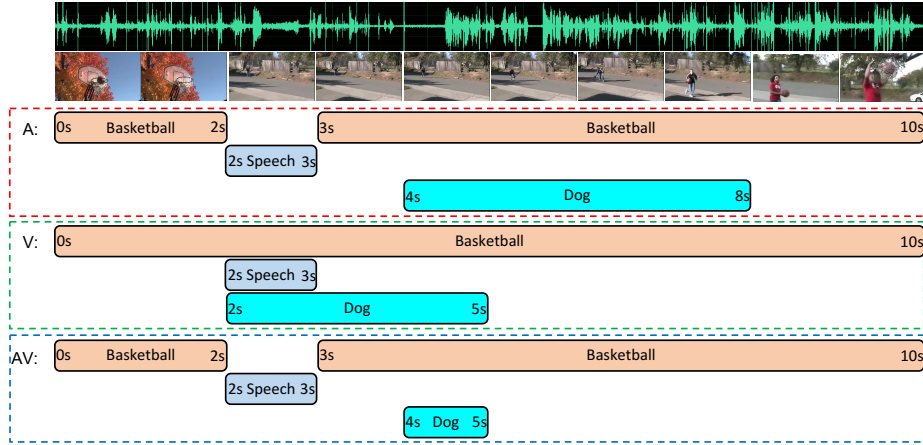 A: 0s Basketball 2s 3s Basketball 10s
2s Speech 3s
4s Dog 8s
V: 0s Basketball 10s
2s Speech 3s
2s Dog 5s
AV: 0s Basketball 2s 3s Basketball 10s
2s Speech 3s
4s Dog 5s